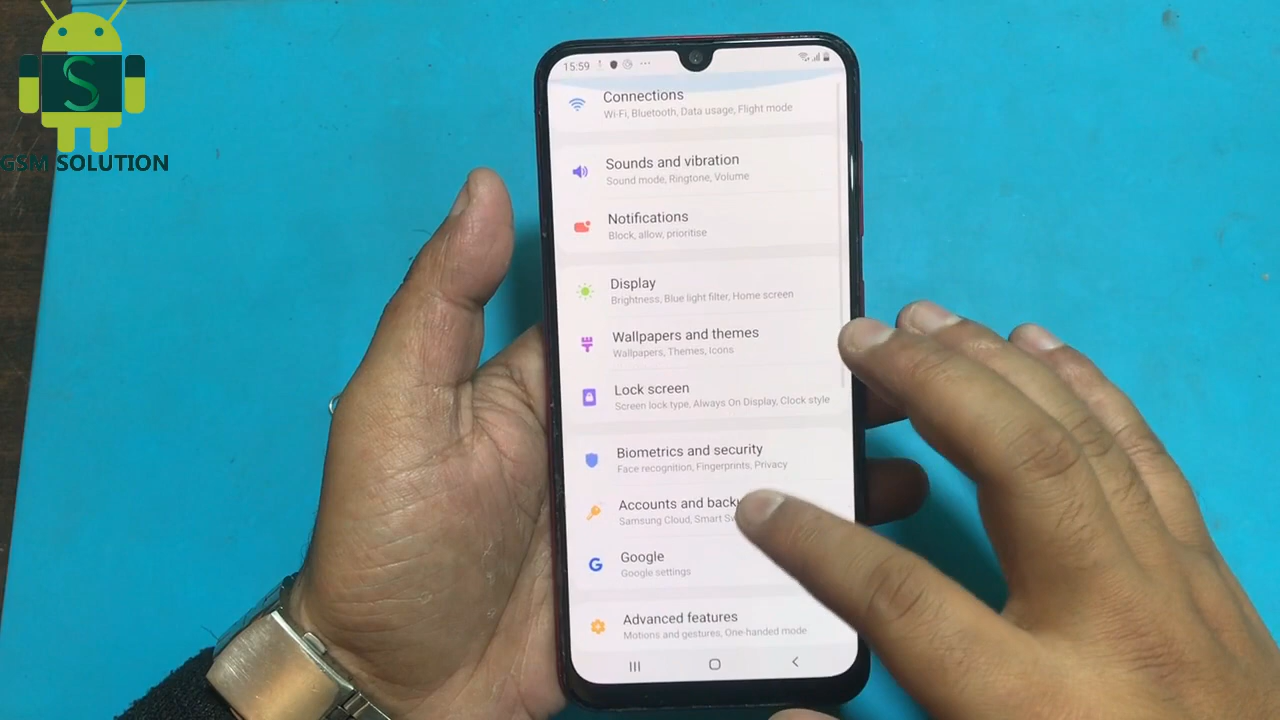 S
GSM SOLUTION
15:59
Connections
Wi-Fi, Bluetooth, Data usage, Flight mode
Sounds and vibration
Sound mode, Ringtone, Volume
Notifications
Block, allow, prioritise
Display
Brightness, Blue light filter, Home screen
Wallpapers and themes
Wallpapers, Themes, Icons
Lock screen
Screen lock type, Always On Display, Clock style
Biometrics and security
Face recognition, Fingerprints, Privacy
Accounts and
Samsung Cloud, Smart
G
Google
Google settings
Advanced features
Motions and gestures, One-handed mode